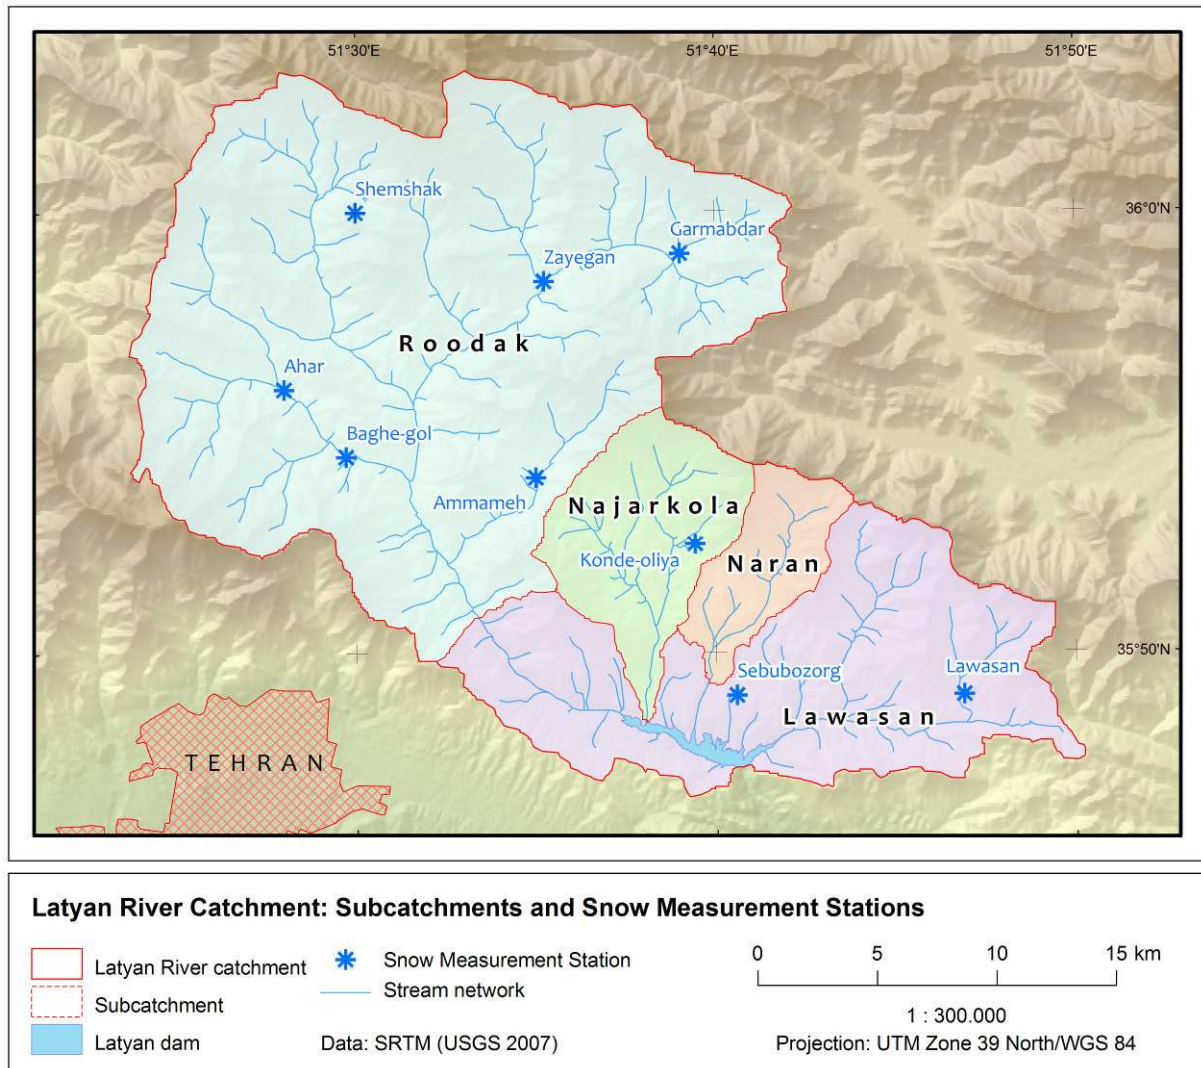 51°30'E
51°40'E
51°50'E
Shemshak
36°0'N
Garmabdar
Zayegan
Roodak
Ahar
Baghe-gol
Ammameh
Najarkola
Konde-oliya
Naran
35°50'N
Sebubozorg
Lawasan
Lawasan
TEHRAN
Latyan River Catchment: Subcatchments and Snow Measurement Stations
Latyan River catchment
Subcatchment
Latyan dam
Snow Measurement Station
Stream network
Data: SRTM (USGS 2007)
0 5 10 15 km
1 : 300.000
Projection: UTM Zone 39 North/WGS 84